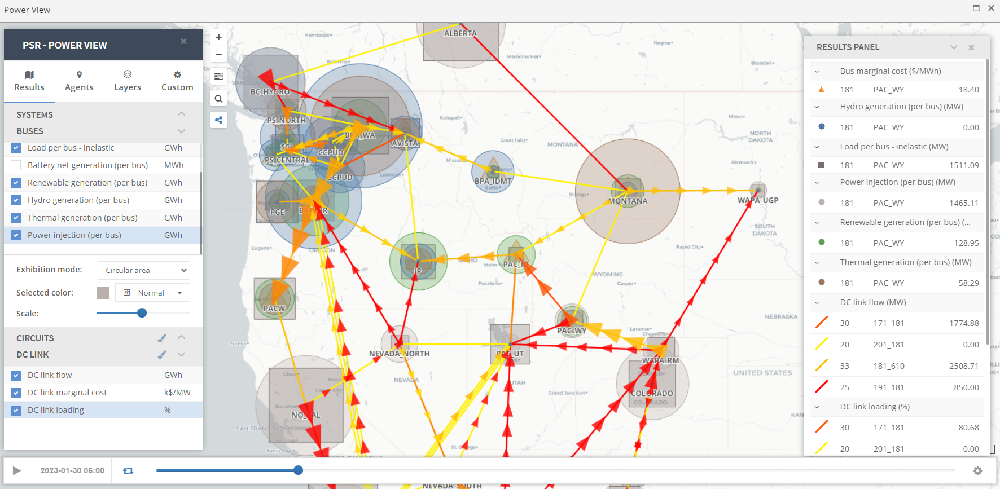 Power View
PSR - POWER VIEW
Results
Agents
Layers
Custom
SYSTEMS
BUSES
Load per bus - inelastic GWh
Battery net generation (per bus) MWh
Renewable generation (per bus) GWh
Hydro generation (per bus) GWh
Thermal generation (per bus) GWh
Power injection (per bus) GWh
Exhibition mode: Circular area
Selected color: Normal
Scale:
CIRCUITS
DC LINK
DC link flow GWh
DC link marginal cost k$/MW
DC link loading %
2023-01-30 06:00
+
−
Kamloops
ALBERTA
Regina
Medicine Hat
Kelowna
Brandon
VANCOUVER
BC_HYDRO
Kalispell
Minot
PS_NORTH
BPA_WA
NORTH
DAKOTA
Great Falls
AVISTA
MONTANA
SCL
CCPUD
PS_CENTRAL
Bismarck
Lewiston
GCPUD
BPA_IDMT
Butte
Billings
MONTANA
WAPA_UGP
PGE
BPA_OR
SOUTH
DAKOTA
Eugene
OREGON
Rapid City
IDAHO
Idaho
PAC_ID
IP
WYOMING
Casper
Pocatello
PACW
NEBRASKA
PAC_WY
Laramie
Cheyenne
Eureka
NEVADA_NORTH
PAC_UT
WAPA_RM
UNITED STATES
DENVER
Chico
Reno
Carson City
NEVADA
UTAH
Grand Junction
COLORADO
COLORADO
NO_CAL
SAN FRANCISCO
Oakland
San Jose
Santa Cruz
St. George
NEVADA_SOUTH
RESULTS PANEL
Bus marginal cost ($/MWh)
181 PAC_WY 18.40
Hydro generation (per bus) (MW)
181 PAC_WY 0.00
Load per bus - inelastic (MW)
181 PAC_WY 1511.09
Power injection (per bus) (MW)
181 PAC_WY 1465.11
Renewable generation (per bus) (...
181 PAC_WY 128.95
Thermal generation (per bus) (MW)
181 PAC_WY 58.29
DC link flow (MW)
30 171_181 1774.88
20 201_181 0.00
33 181_610 2508.71
25 191_181 850.00
DC link loading (%)
30 171_181 80.68
20 201_181 0.00